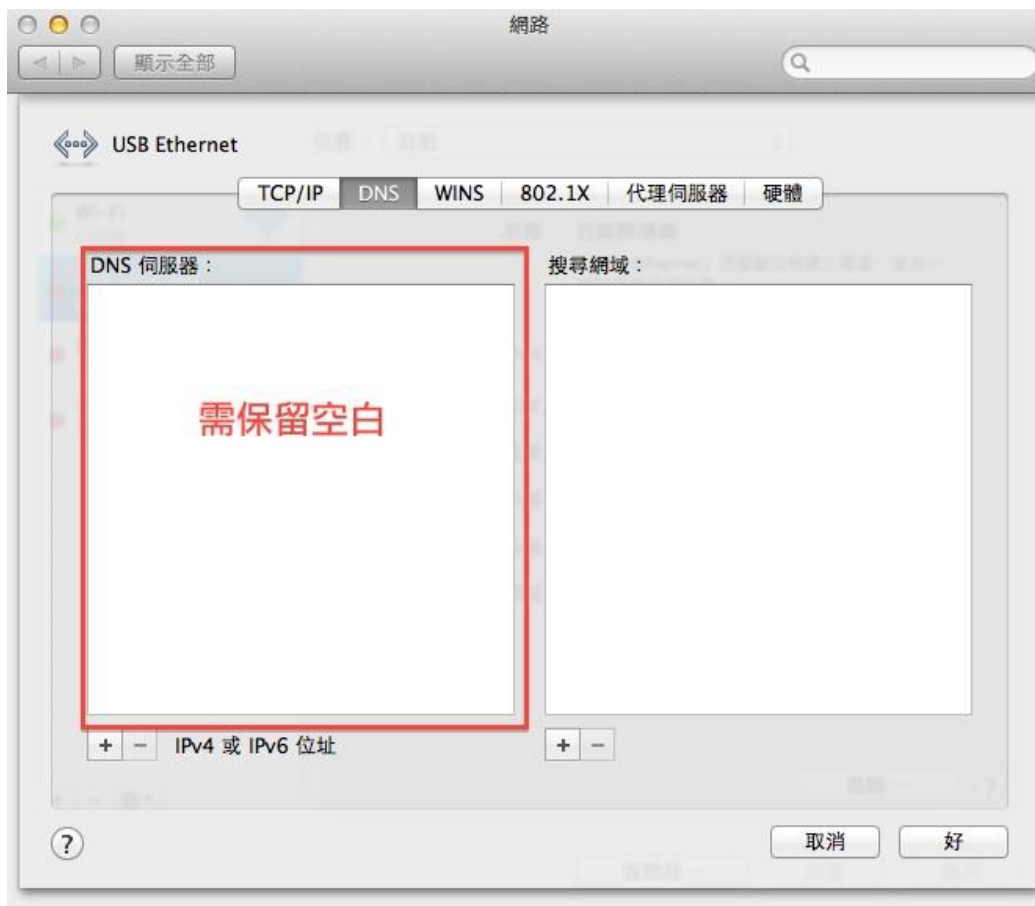 網路
顯示全部
USB Ethernet
TCP/IP DNS WINS 802.1X 代理伺服器 硬體
DNS 伺服器：
搜尋網域：
需保留空白
+ − IPv4 或 IPv6 位址
+ −
?
取消
好